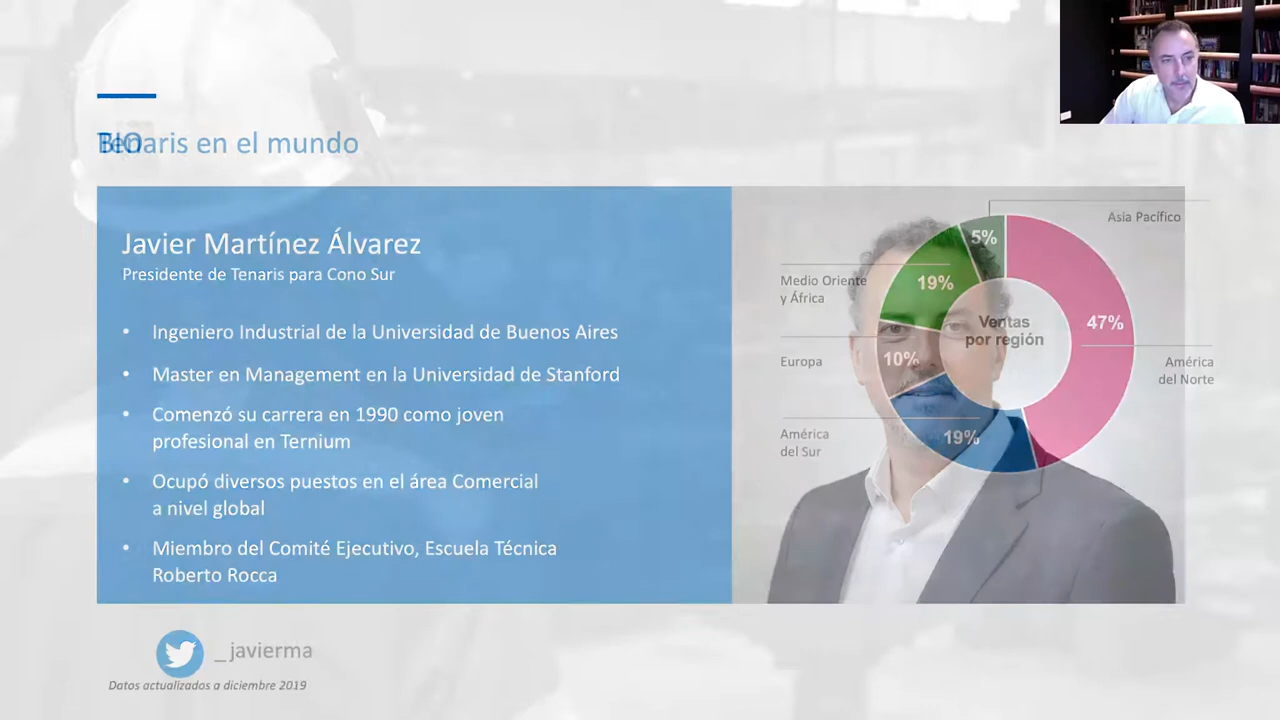 BIO
Tenaris en el mundo
Javier Martínez Álvarez
Presidente de Tenaris para Cono Sur
• Ingeniero Industrial de la Universidad de Buenos Aires
• Master en Management en la Universidad de Stanford
• Comenzó su carrera en 1990 como joven
profesional en Ternium
• Ocupó diversos puestos en el área Comercial
a nivel global
• Miembro del Comité Ejecutivo, Escuela Técnica
Roberto Rocca
Asia Pacífico
5%
Medio Oriente
y África
19%
47%
Ventas
por región
Europa
10%
América
del Norte
América
del Sur
19%
_javierma
Datos actualizados a diciembre 2019